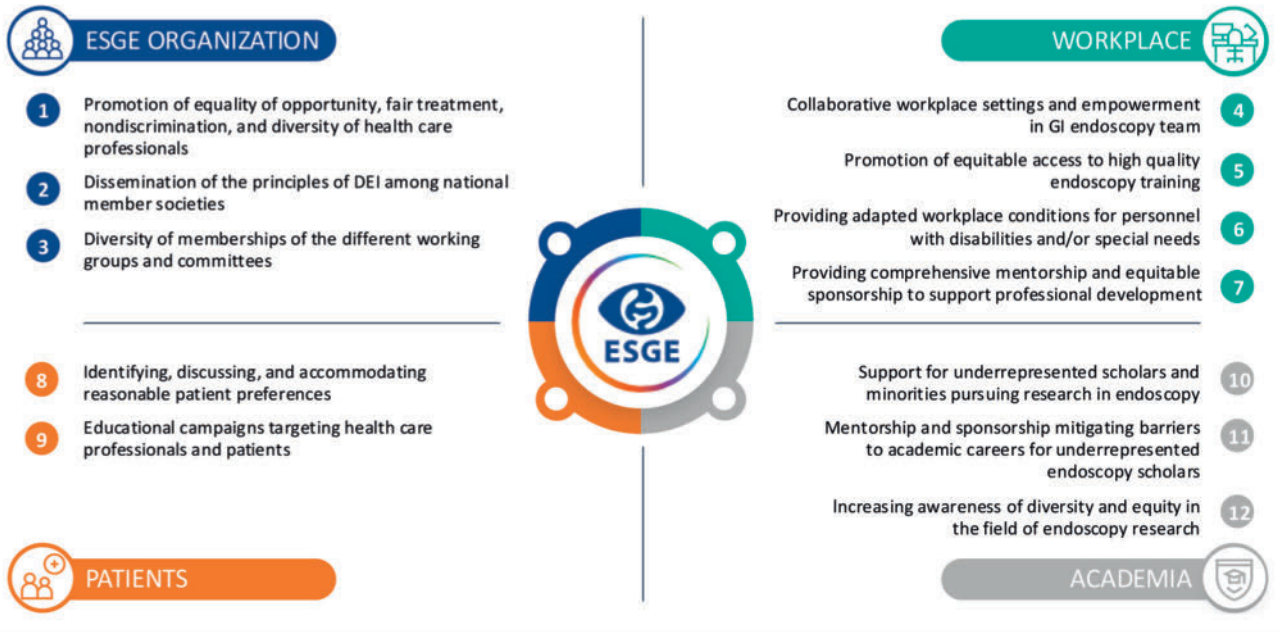 ESGE ORGANIZATION
1
Promotion of equality of opportunity, fair treatment,
nondiscrimination, and diversity of health care
professionals
2
Dissemination of the principles of DEI among national
member societies
3
Diversity of memberships of the different working
groups and committees
WORKPLACE
Collaborative workplace settings and empowerment
in GI endoscopy team
4
Promotion of equitable access to high quality
endoscopy training
5
Providing adapted workplace conditions for personnel
with disabilities and/or special needs
6
Providing comprehensive mentorship and equitable
sponsorship to support professional development
7
ESGE
8
Identifying, discussing, and accommodating
reasonable patient preferences
9
Educational campaigns targeting health care
professionals and patients
PATIENTS
Support for underrepresented scholars and
minorities pursuing research in endoscopy
10
Mentorship and sponsorship mitigating barriers
to academic careers for underrepresented
endoscopy scholars
11
Increasing awareness of diversity and equity in
the field of endoscopy research
12
ACADEMIA